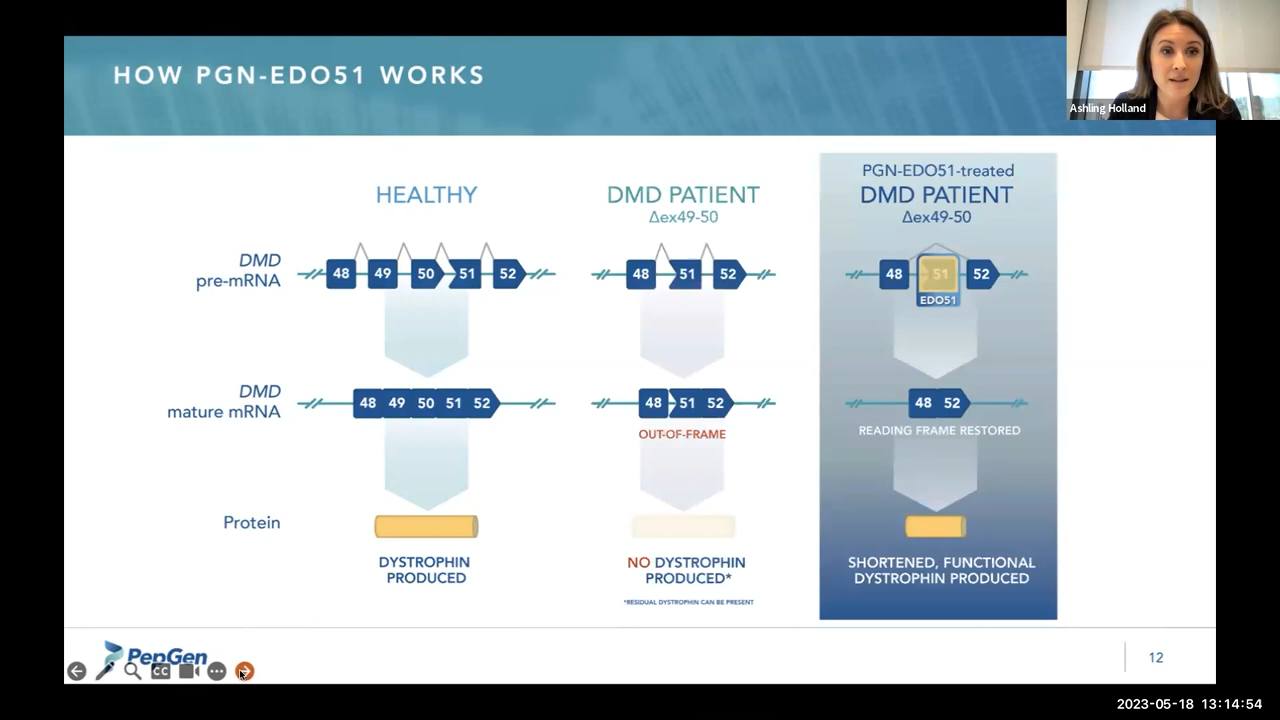 HOW PGN-EDO51 WORKS
Ashling Holland
HEALTHY
DMD PATIENT
Δex49-50
PGN-EDO51-treated
DMD PATIENT
Δex49-50
DMD
pre-mRNA
48 49 50 51 52
48 51 52
48 51 52
EDO51
DMD
mature mRNA
48 49 50 51 52
48 51 52
OUT-OF-FRAME
48 52
READING FRAME RESTORED
Protein
DYSTROPHIN
PRODUCED
NO DYSTROPHIN
PRODUCED*
*RESIDUAL DYSTROPHIN CAN BE PRESENT
SHORTENED, FUNCTIONAL
DYSTROPHIN PRODUCED
PepGen
CC
12
2023-05-18 13:14:54